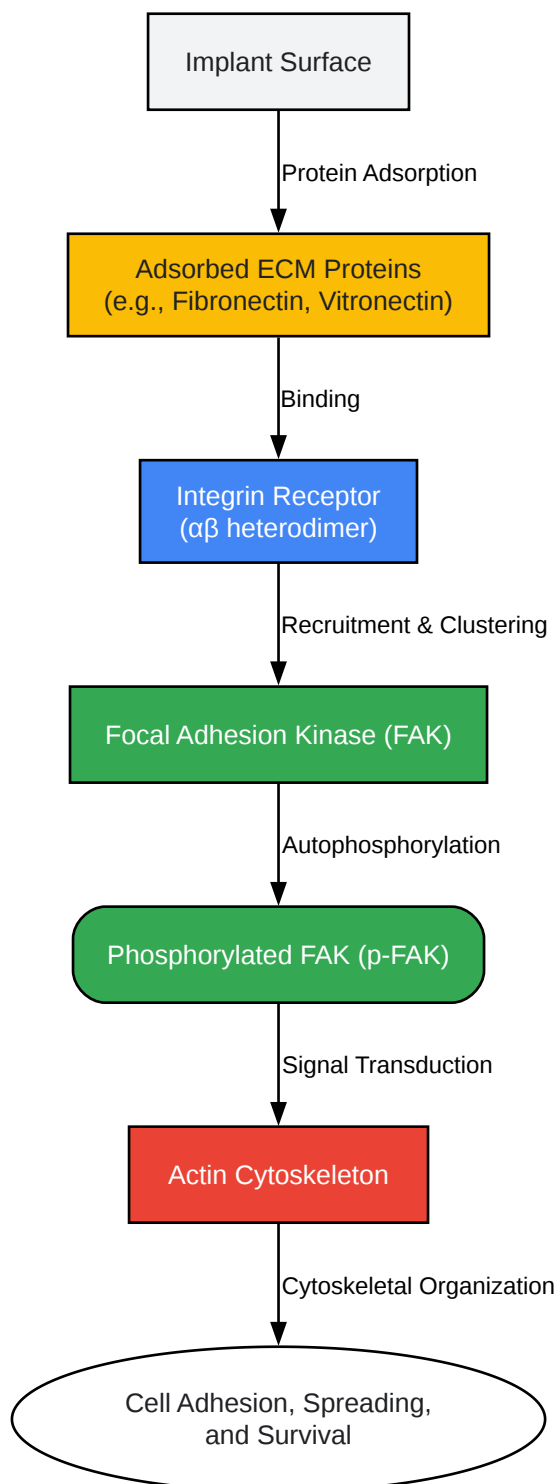 Implant Surface
Protein Adsorption
Adsorbed ECM Proteins
(e.g., Fibronectin, Vitronectin)
Binding
Integrin Receptor
(αβ heterodimer)
Recruitment & Clustering
Focal Adhesion Kinase (FAK)
Autophosphorylation
Phosphorylated FAK (p-FAK)
Signal Transduction
Actin Cytoskeleton
Cytoskeletal Organization
Cell Adhesion, Spreading,
and Survival